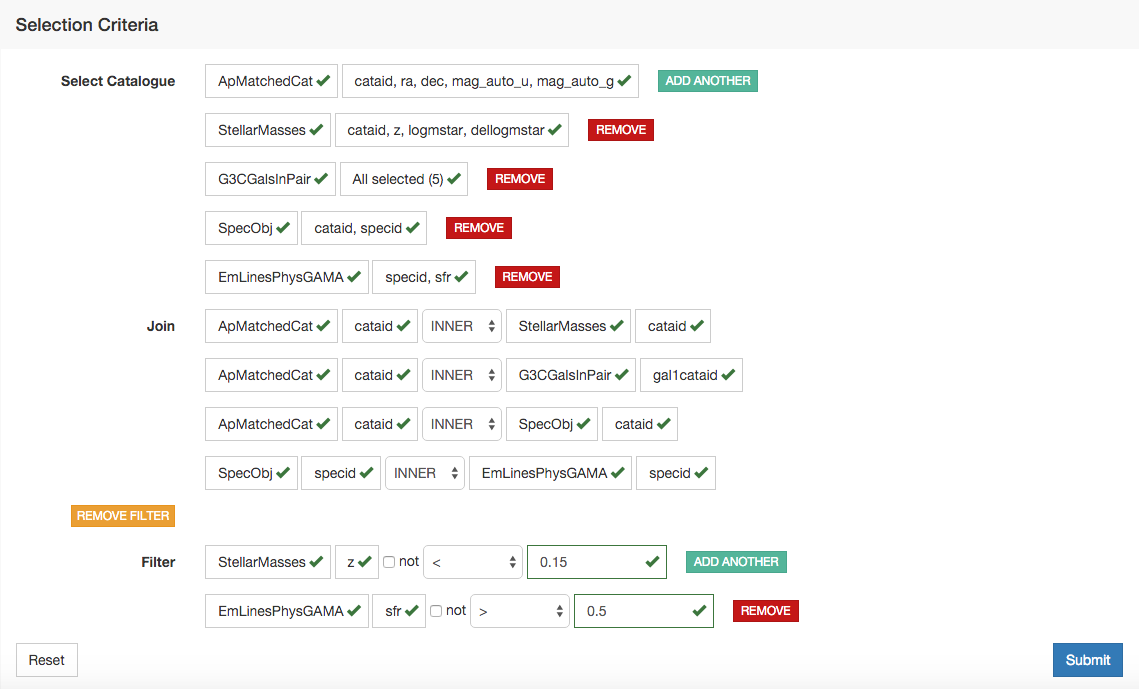 Selection Criteria
Select Catalogue ApMatchedCat cataid, ra, dec, mag_auto_u, mag_auto_g ADD ANOTHER
StellarMasses cataid, z, logmstar, dellogmstar REMOVE
G3CGalsInPair All selected (5) REMOVE
SpecObj cataid, specid REMOVE
EmLinesPhysGAMA specid, sfr REMOVE
Join ApMatchedCat cataid INNER StellarMasses cataid
ApMatchedCat cataid INNER G3CGalsInPair gal1cataid
ApMatchedCat cataid INNER SpecObj cataid
SpecObj specid INNER EmLinesPhysGAMA specid
REMOVE FILTER
Filter StellarMasses z not < 0.15 ADD ANOTHER
EmLinesPhysGAMA sfr not > 0.5 REMOVE
Reset Submit